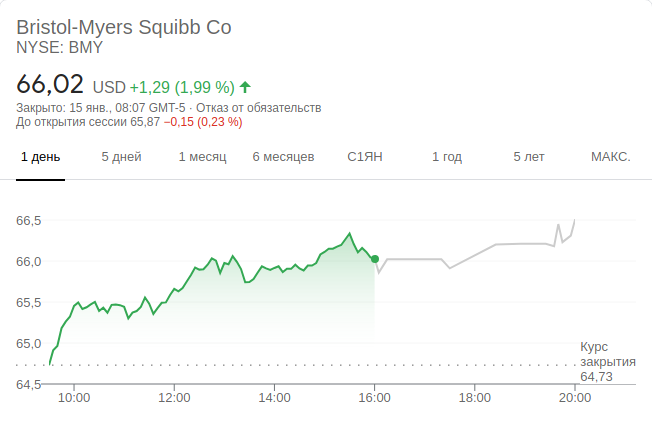 Bristol-Myers Squibb Co
NYSE: BMY
66,02 USD +1,29 (1,99 %)
Закрыто: 15 янв., 08:07 GMT-5 · Отказ от обязательств
До открытия сессии 65,87 −0,15 (0,23 %)
1 день 5 дней 1 месяц 6 месяцев С1ЯН 1 год 5 лет МАКС.
66,5
66,0
65,5
65,0
Курс
закрытия
64,73
64,5
10:00 12:00 14:00 16:00 18:00 20:00